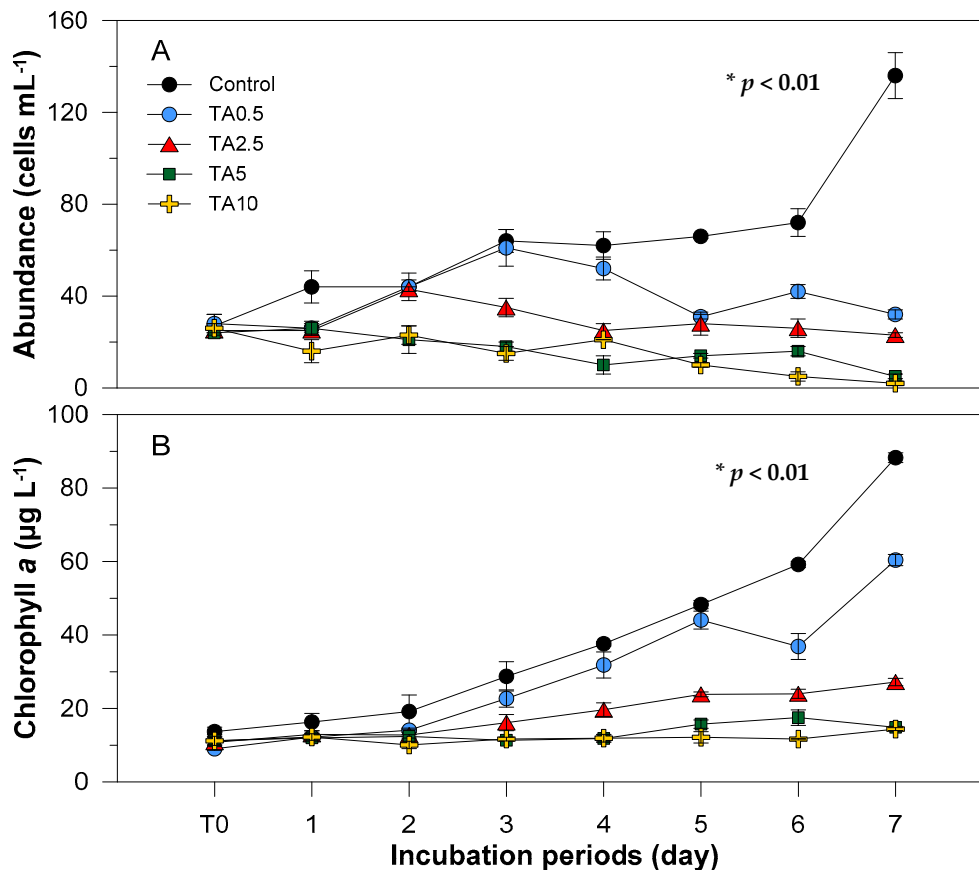 160
A
Control
* p < 0.01
TA0.5
120
TA2.5
TA5
TA10
80
40
0
Abundance (cells mL⁻¹)
100
B
* p < 0.01
80
60
40
20
0
Chlorophyll a (µg L⁻¹)
T0 1 2 3 4 5 6 7
Incubation periods (day)